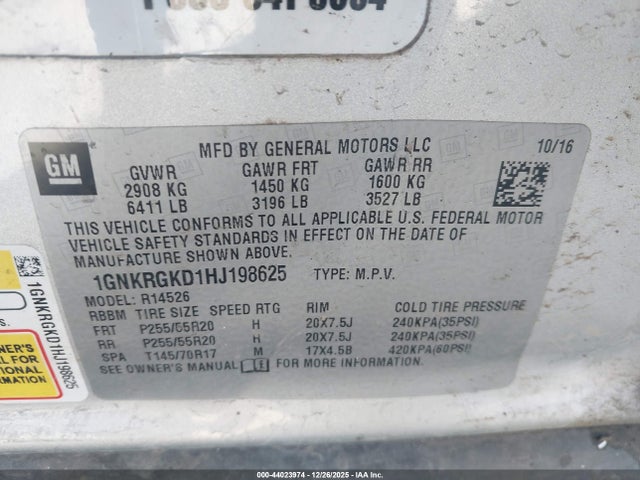 GM
MFD BY GENERAL MOTORS LLC 10/16
GVWR GAWR FRT GAWR RR
2908 KG 1450 KG 1600 KG
6411 LB 3196 LB 3527 LB
THIS VEHICLE CONFORMS TO ALL APPLICABLE U.S. FEDERAL MOTOR
VEHICLE SAFETY STANDARDS IN EFFECT ON THE DATE OF
MANUFACTURE SHOWN ABOVE.
1GNKRGKD1HJ198625 TYPE: M.P.V.
MODEL: R14526
RBBM TIRE SIZE SPEED RTG RIM COLD TIRE PRESSURE
FRT P255/55R20 H 20X7.5J 240KPA(35PSI)
RR P255/55R20 H 20X7.5J 240KPA(35PSI)
SPA T145/70R17 M 17X4.5B 420KPA(60PSI)
SEE OWNER'S MANUAL FOR MORE INFORMATION.
1GNKRGKD1HJ198625
s.
NER'S
L FOR
MATION
000-44023974 | 12/26/2025 - IAA, INC.